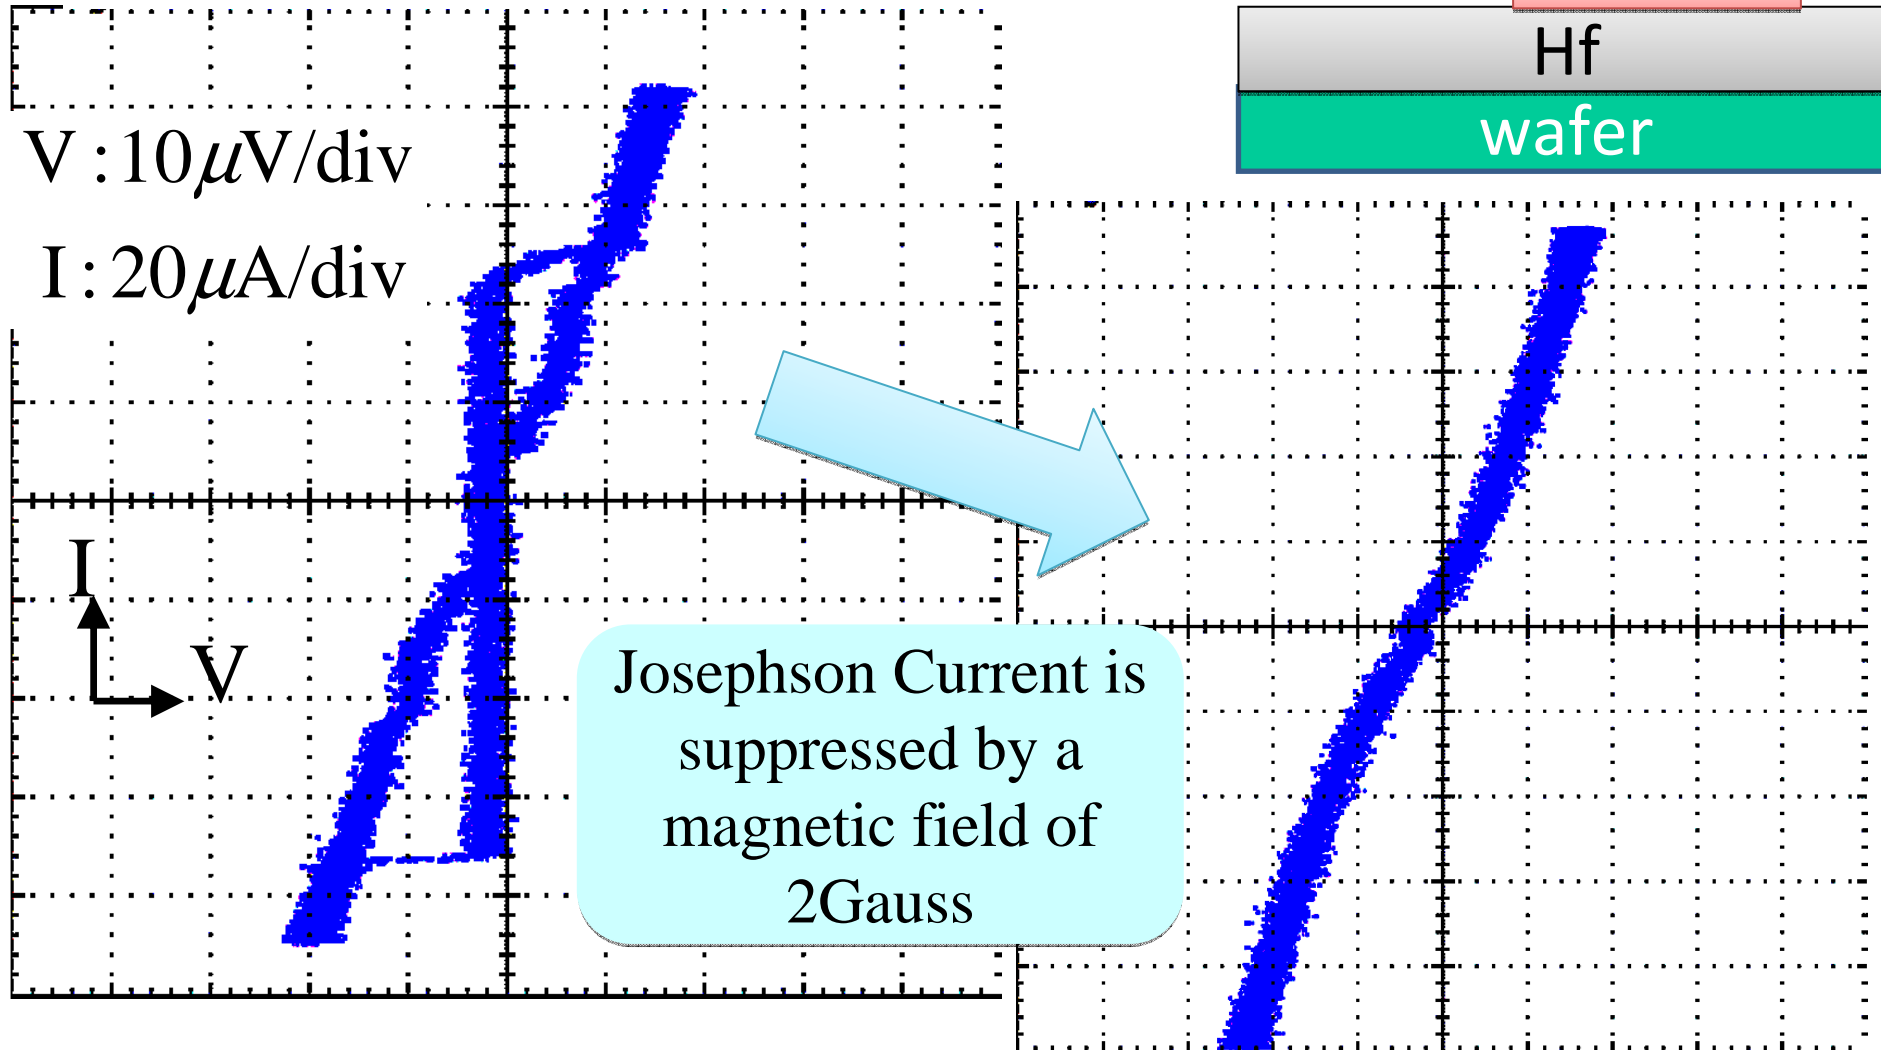 Hf
wafer
V : 10μV/div
I : 20μA/div
I
V
Josephson Current is
suppressed by a
magnetic field of
2Gauss